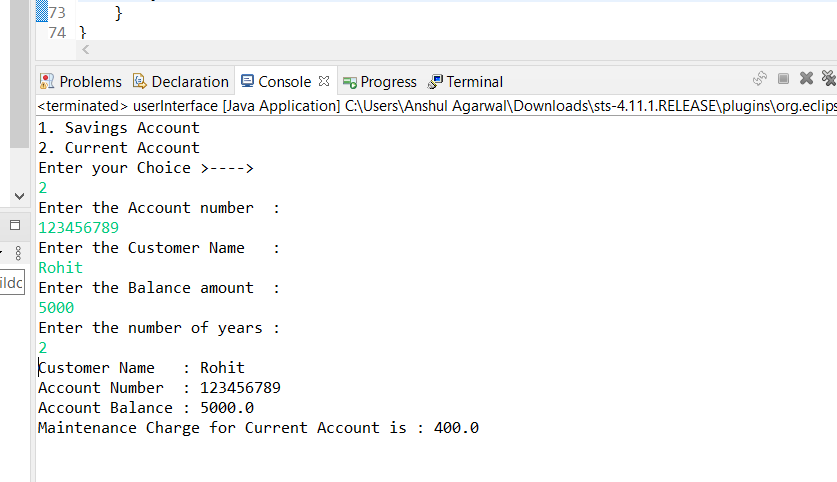 73 }
74 }
Problems Declaration Console Progress Terminal
<terminated> userInterface [Java Application] C:\Users\Anshul Agarwal\Downloads\sts-4.11.1.RELEASE\plugins\org.eclips
1. Savings Account
2. Current Account
Enter your Choice >---->
2
Enter the Account number  :
123456789
Enter the Customer Name   :
Rohit
Enter the Balance amount  :
5000
Enter the number of years :
2
Customer Name   : Rohit
Account Number  : 123456789
Account Balance : 5000.0
Maintenance Charge for Current Account is : 400.0